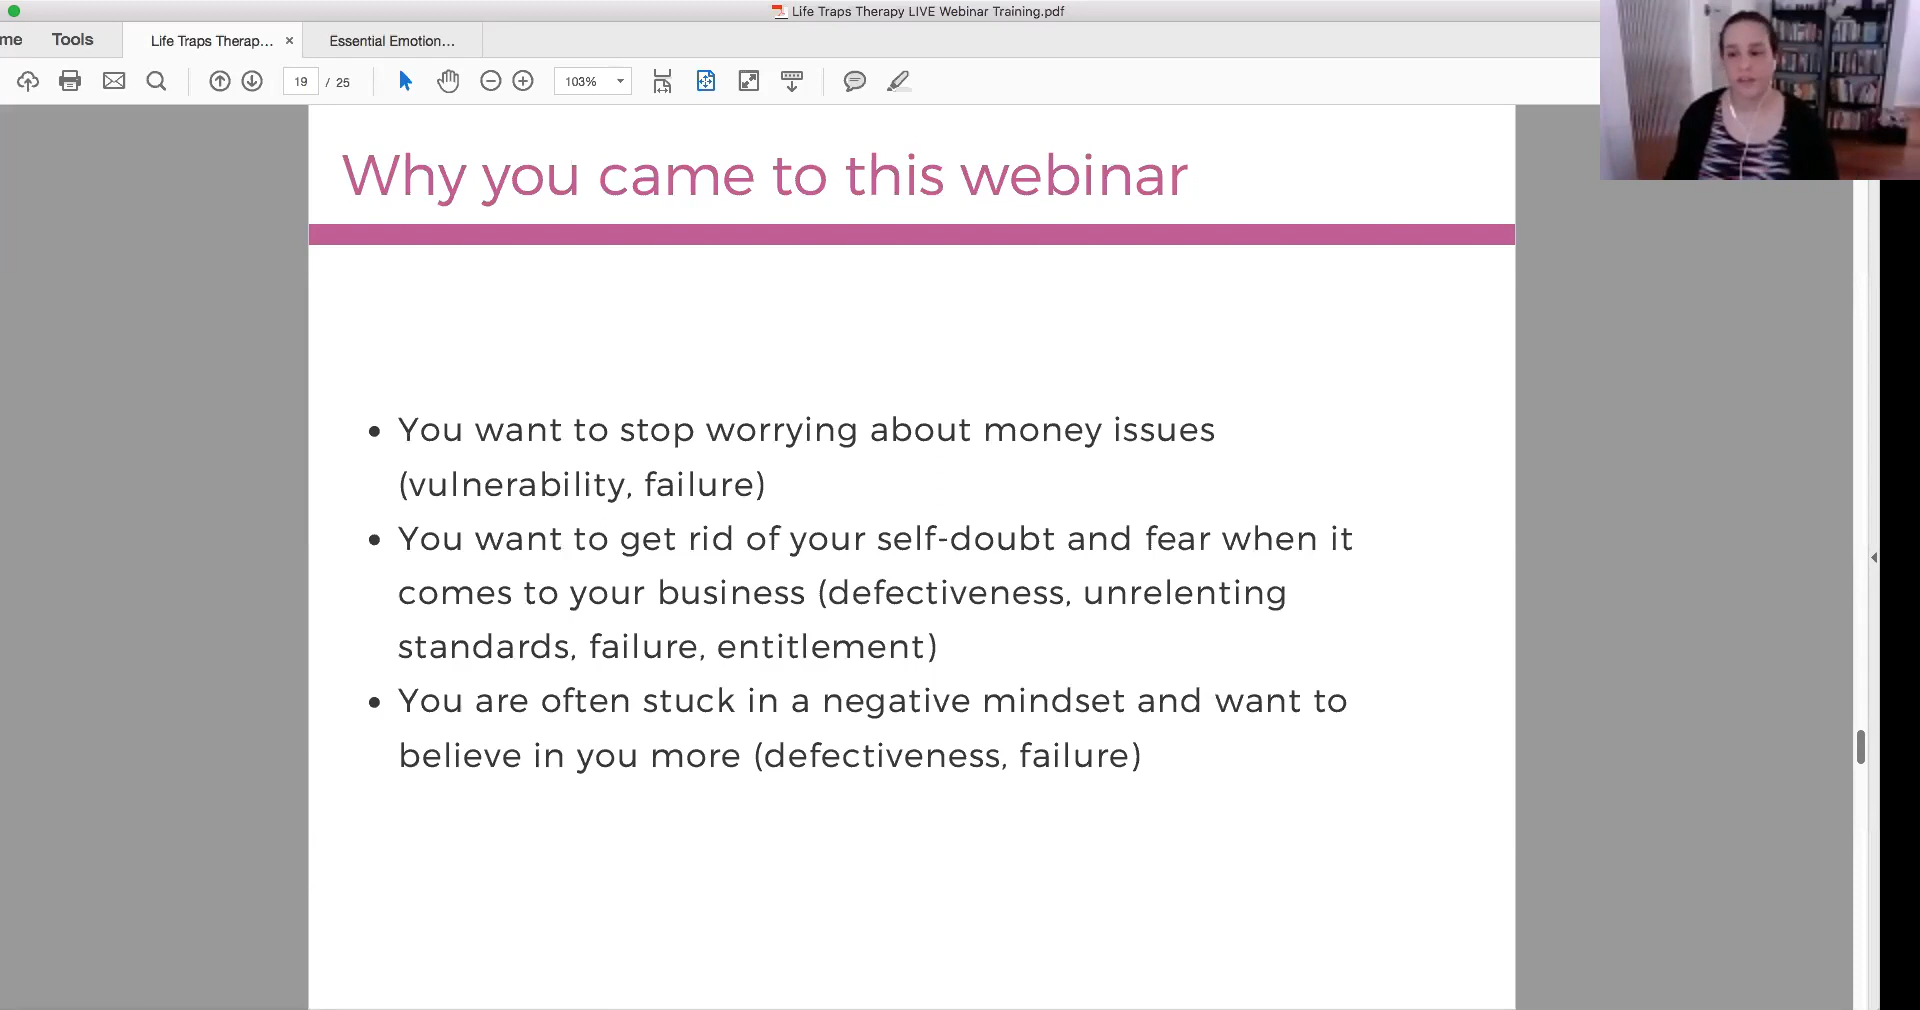 Life Traps Therapy LIVE Webinar Training.pdf
me Tools Life Traps Therap... × Essential Emotion...
19 / 25 103%
Why you came to this webinar
• You want to stop worrying about money issues
(vulnerability, failure)
• You want to get rid of your self-doubt and fear when it
comes to your business (defectiveness, unrelenting
standards, failure, entitlement)
• You are often stuck in a negative mindset and want to
believe in you more (defectiveness, failure)